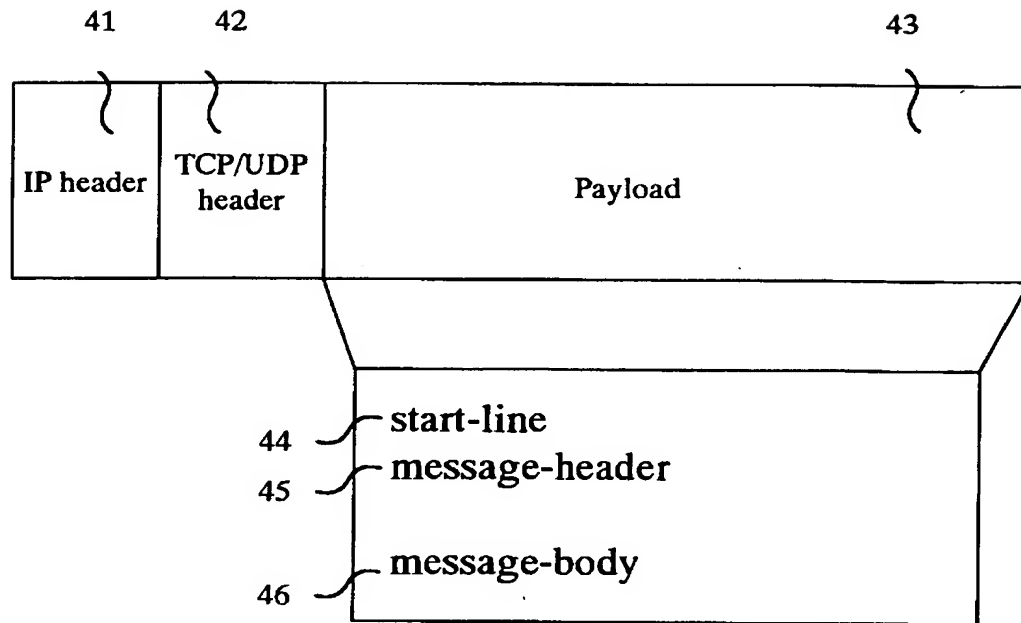 41
42
43
IP header
TCP/UDP
header
Payload
44
start-line
45
message-header
46
message-body